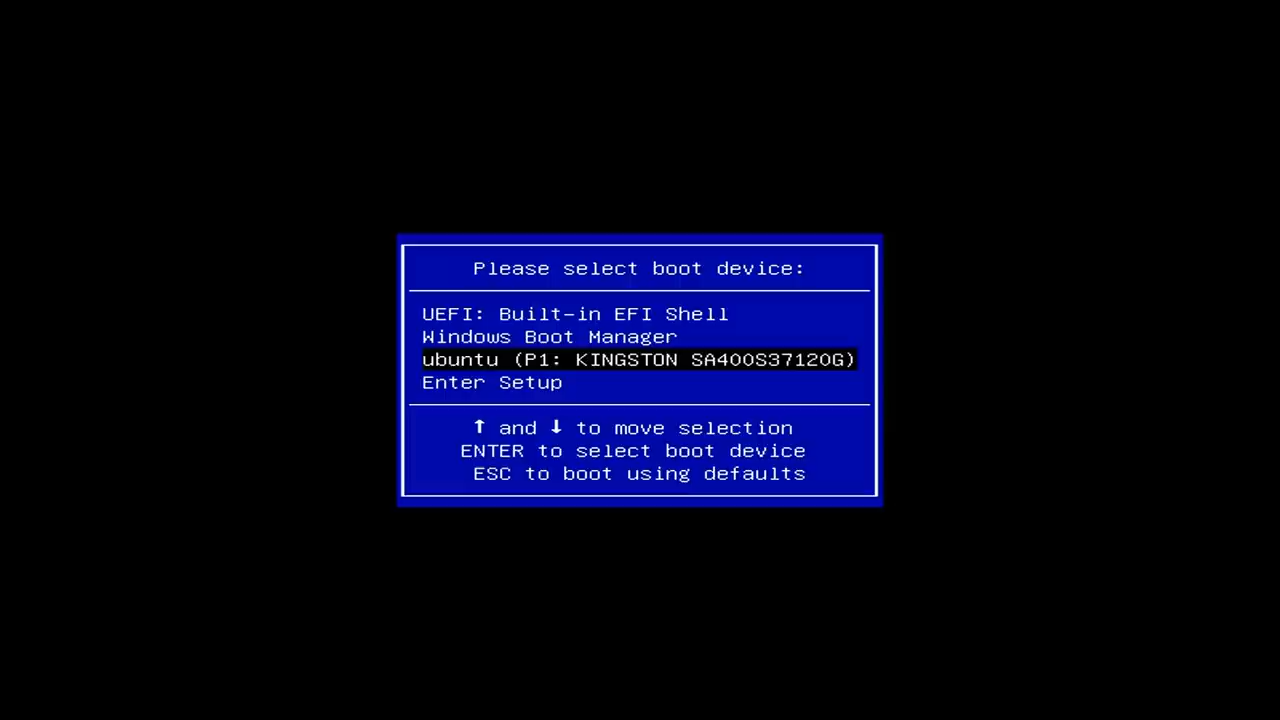 Please select boot device:
UEFI: Built-in EFI Shell
Windows Boot Manager
ubuntu (P1: KINGSTON SA400S37120G)
Enter Setup
↑ and ↓ to move selection
ENTER to select boot device
ESC to boot using defaults